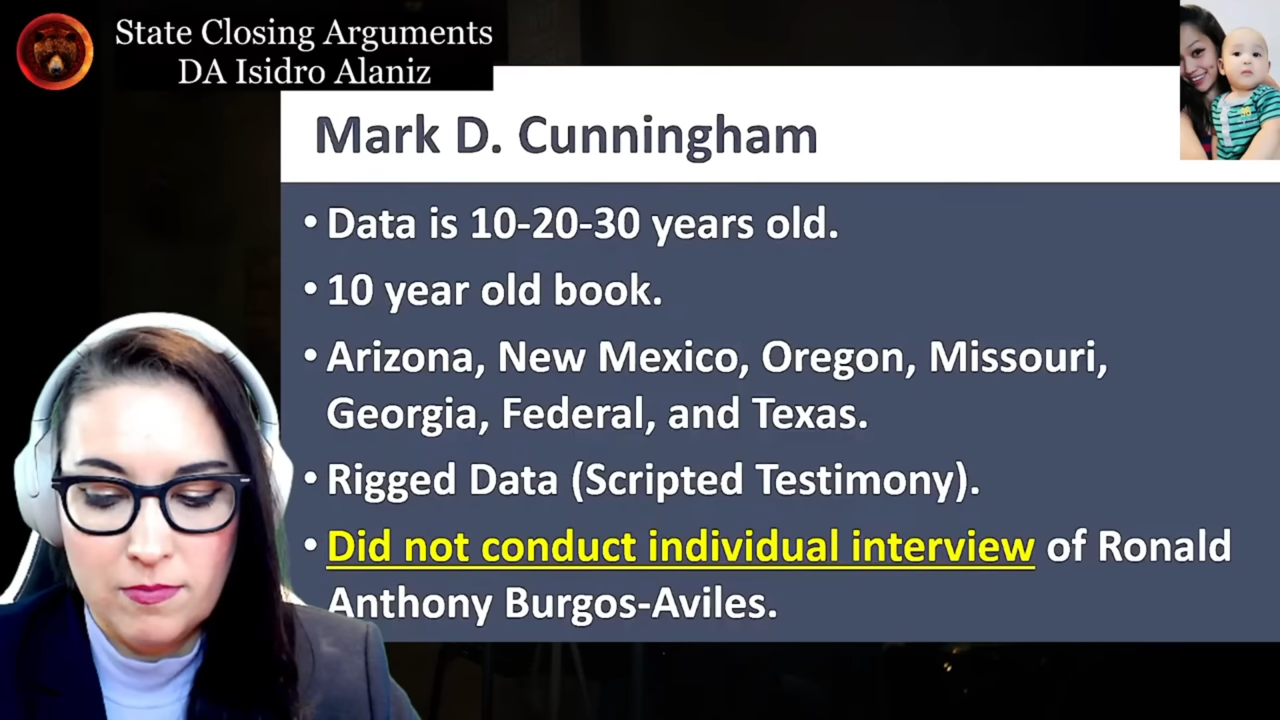 State Closing Arguments
DA Isidro Alaniz
Mark D. Cunningham
• Data is 10-20-30 years old.
• 10 year old book.
• Arizona, New Mexico, Oregon, Missouri,
Georgia, Federal, and Texas.
• Rigged Data (Scripted Testimony).
• Did not conduct individual interview of Ronald
Anthony Burgos-Aviles.